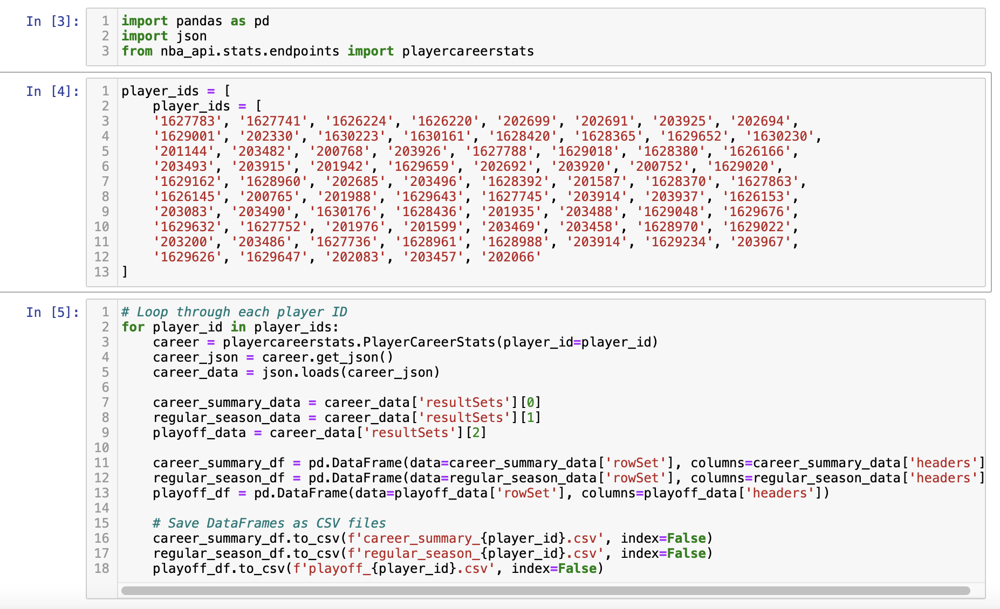 In [3]:
1 import pandas as pd
2 import json
3 from nba_api.stats.endpoints import playercareerstats
In [4]:
1 player_ids = [
2     player_ids = [
3     '1627783', '1627741', '1626224', '1626220', '202699', '202691', '203925', '202694',
4     '1629001', '202330', '1630223', '1630161', '1628420', '1628365', '1629652', '1630230',
5     '201144', '203482', '200768', '203926', '1627788', '1629018', '1628380', '1626166',
6     '203493', '203915', '201942', '1629659', '202692', '203920', '200752', '1629020',
7     '1629162', '1628960', '202685', '203496', '1628392', '201587', '1628370', '1627863',
8     '1626145', '200765', '201988', '1629643', '1627745', '203914', '203937', '1626153',
9     '203083', '203490', '1630176', '1628436', '201935', '203488', '1629048', '1629676',
10     '1629632', '1627752', '201976', '201599', '203469', '203458', '1628970', '1629022',
11     '203200', '203486', '1627736', '1628961', '1628988', '203914', '1629234', '203967',
12     '1629626', '1629647', '202083', '203457', '202066'
13 ]
In [5]:
1 # Loop through each player ID
2 for player_id in player_ids:
3     career = playercareerstats.PlayerCareerStats(player_id=player_id)
4     career_json = career.get_json()
5     career_data = json.loads(career_json)
6
7     career_summary_data = career_data['resultSets'][0]
8     regular_season_data = career_data['resultSets'][1]
9     playoff_data = career_data['resultSets'][2]
10
11     career_summary_df = pd.DataFrame(data=career_summary_data['rowSet'], columns=career_summary_data['headers']
12     regular_season_df = pd.DataFrame(data=regular_season_data['rowSet'], columns=regular_season_data['headers']
13     playoff_df = pd.DataFrame(data=playoff_data['rowSet'], columns=playoff_data['headers'])
14
15     # Save DataFrames as CSV files
16     career_summary_df.to_csv(f'career_summary_{player_id}.csv', index=False)
17     regular_season_df.to_csv(f'regular_season_{player_id}.csv', index=False)
18     playoff_df.to_csv(f'playoff_{player_id}.csv', index=False)